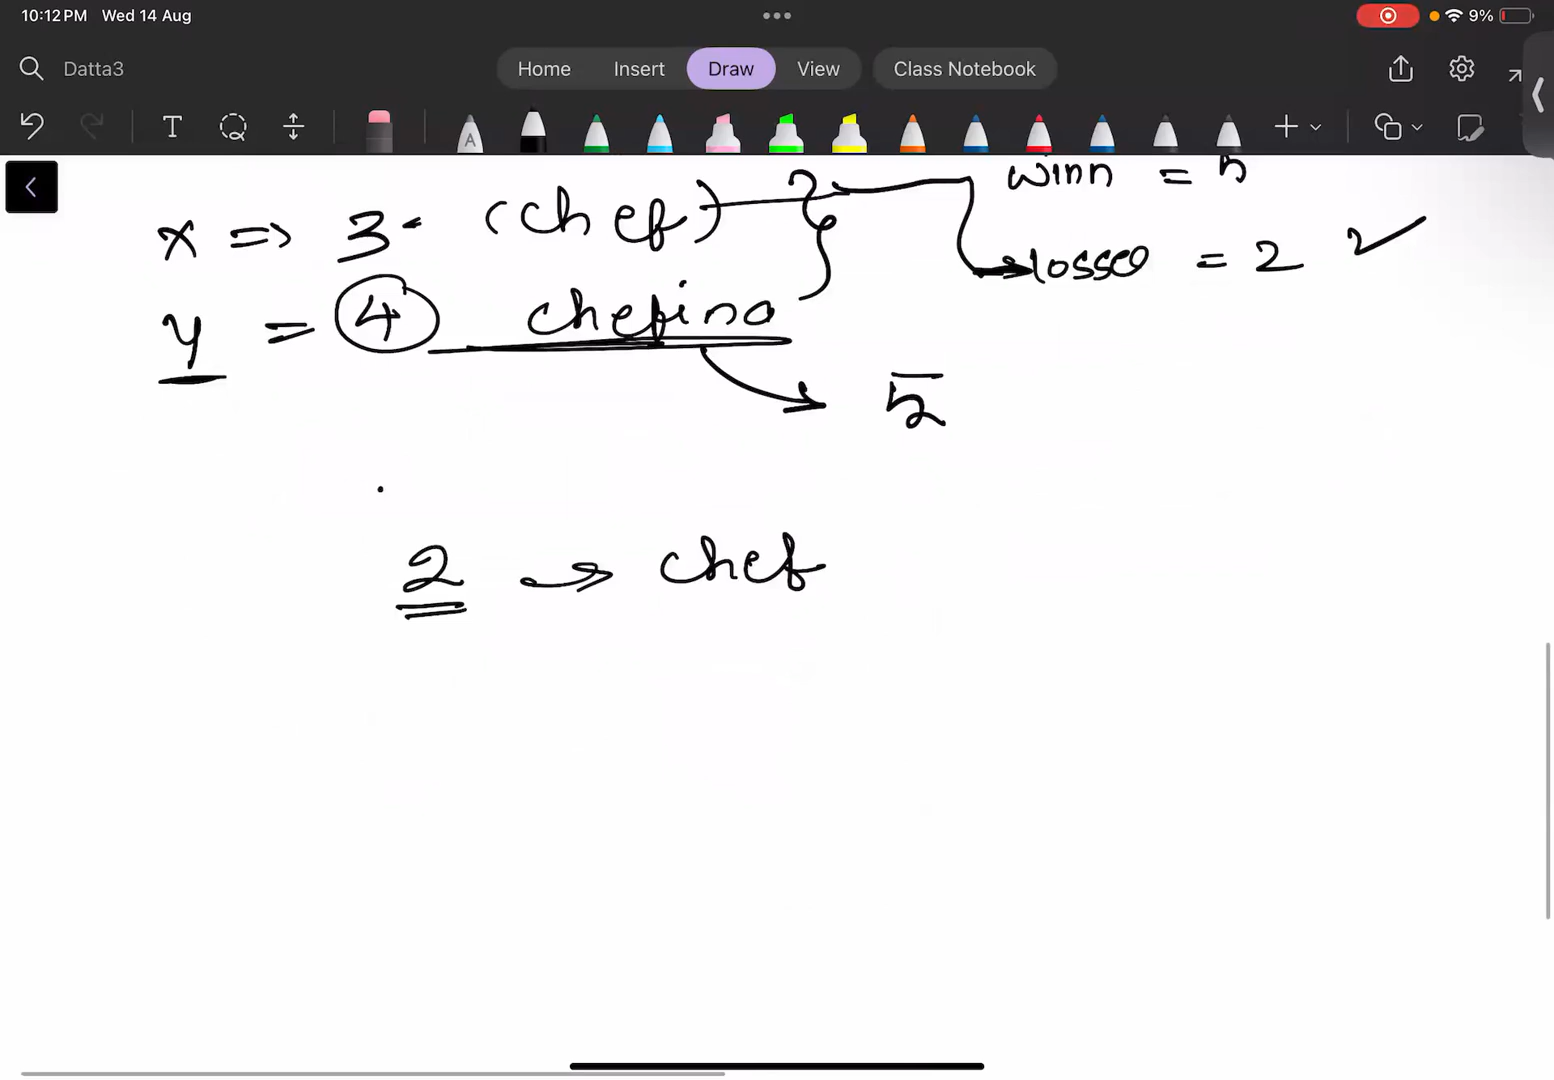 10:12 PM Wed 14 Aug
9%
Datta3
Home Insert Draw View Class Notebook
T A
winn = 5
x => 3 (chef)
losse = 2
y = 4 chefina
5
2 → chef